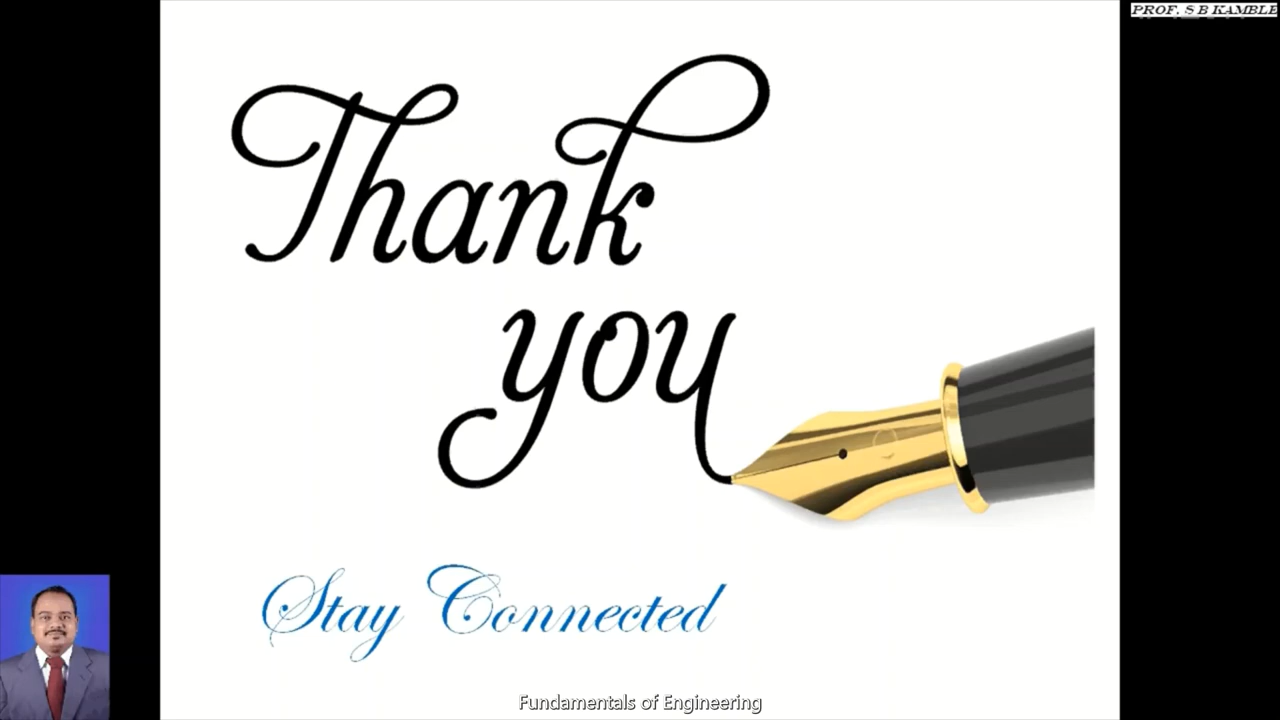 PROF. S B KAMBLE
Thank
you
Stay Connected
Fundamentals of Engineering